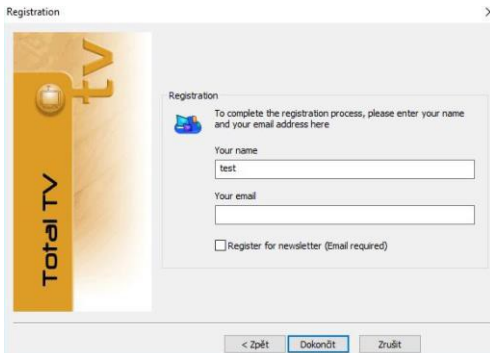 Registration
tv
Total TV
Registration
To complete the registration process, please enter your name
and your email address here
Your name
test
Your email
Register for newsletter (Email required)
< Zpět
Dokončit
Zrušit